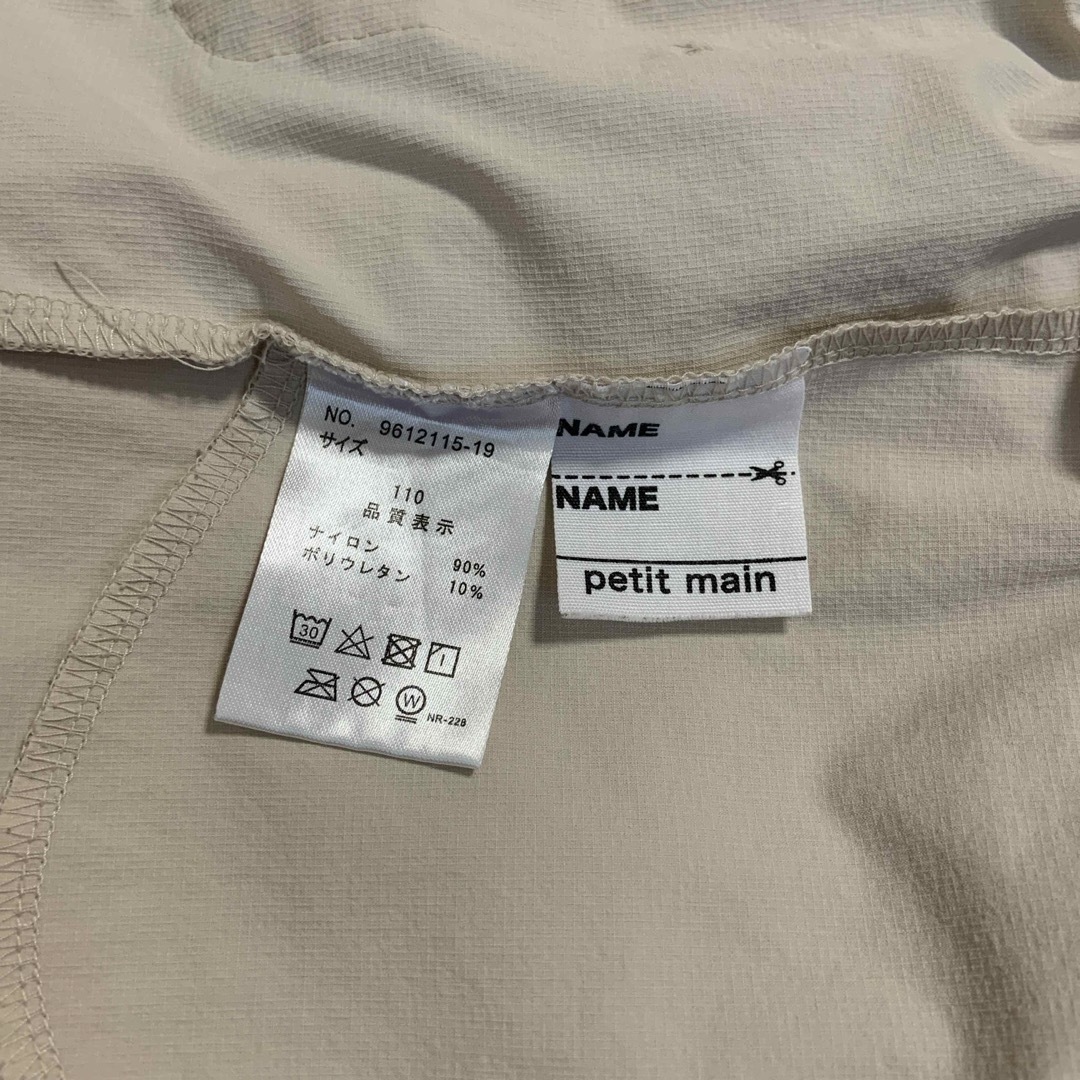 NO. 9612115-19
サイズ
110
品質表示
ナイロン 90%
ポリウレタン 10%
30
W
NR-228
NAME
NAME
petit main